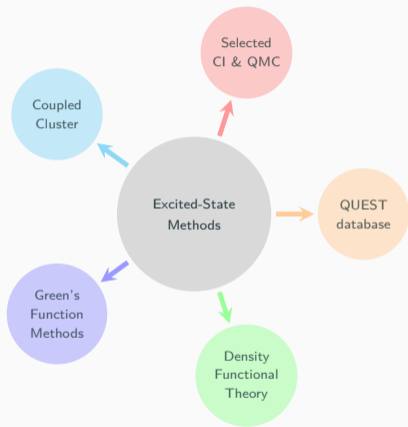 Selected
CI & QMC
Coupled
Cluster
Excited-State
Methods
QUEST
database
Green's
Function
Methods
Density
Functional
Theory